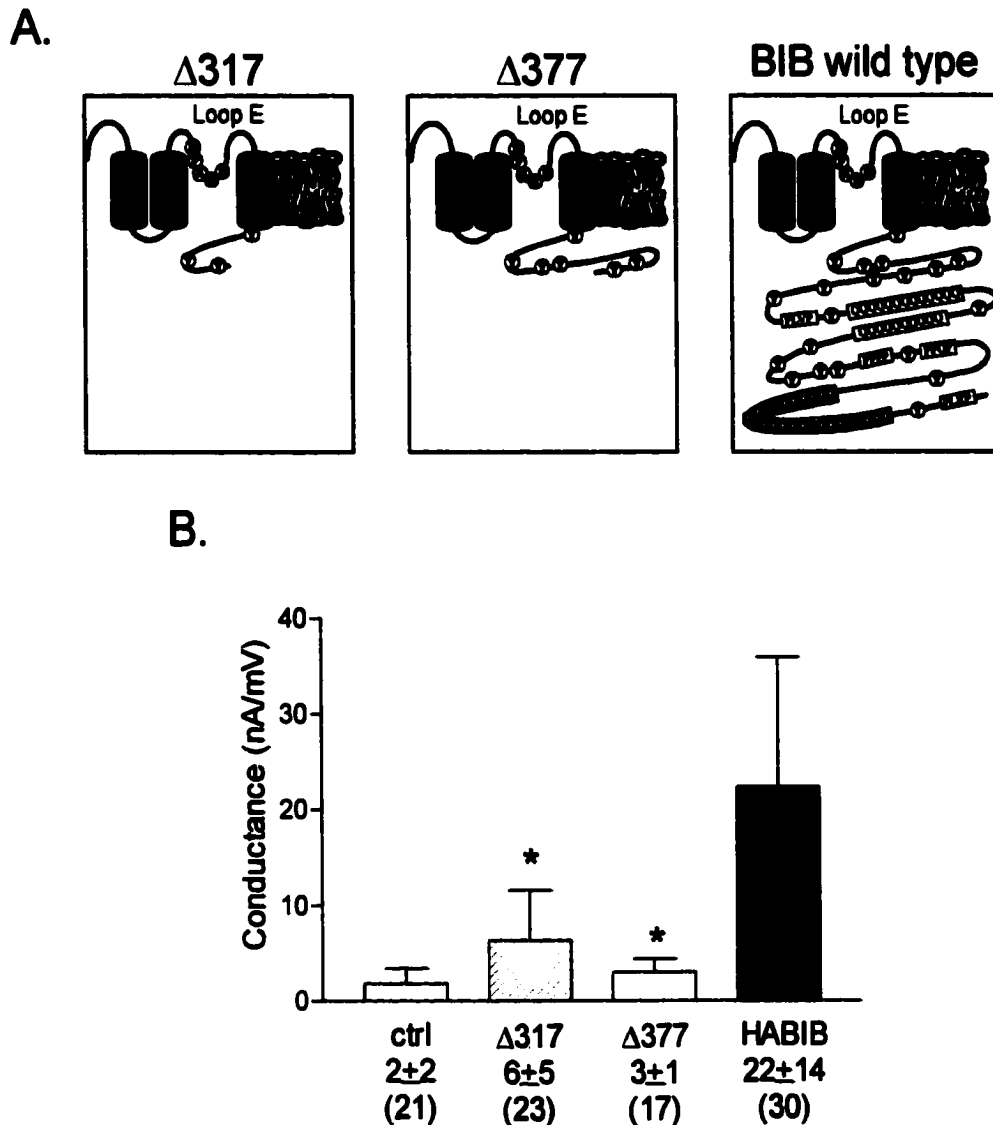 A.
Δ317
Δ377
BIB wild type
Loop E
Loop E
Loop E
B.
Conductance (nA/mV)
40
30
20
10
0
*
*
ctrl
Δ317
Δ377
HABIB
2±2
6±5
3±1
22±14
(21)
(23)
(17)
(30)